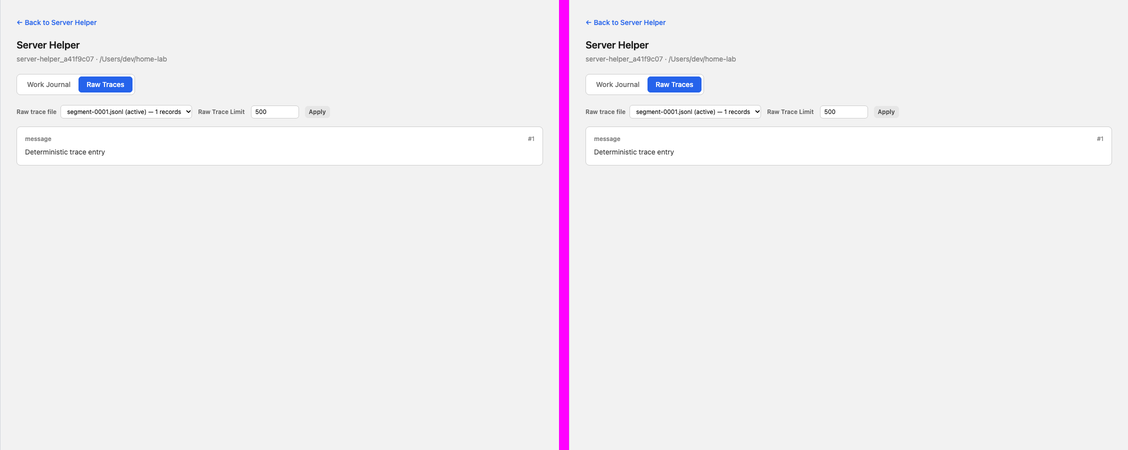 ← Back to Server Helper
Server Helper
server-helper_a41f9c07 · /Users/dev/home-lab
Work Journal Raw Traces
Raw trace file segment-0001.jsonl (active) — 1 records Raw Trace Limit 500 Apply
message #1
Deterministic trace entry
← Back to Server Helper
Server Helper
server-helper_a41f9c07 · /Users/dev/home-lab
Work Journal Raw Traces
Raw trace file segment-0001.jsonl (active) — 1 records Raw Trace Limit 500 Apply
message #1
Deterministic trace entry